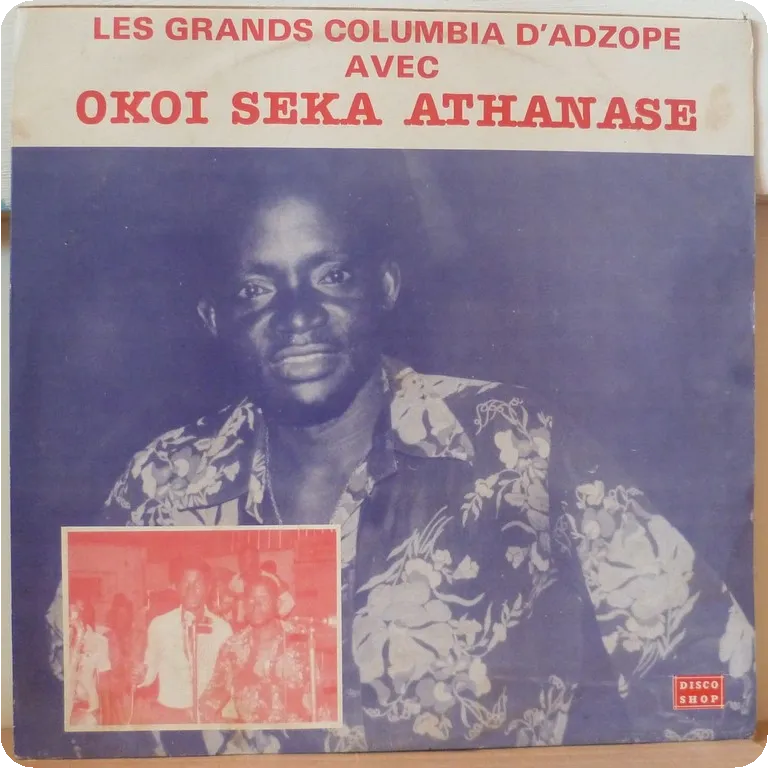 LES GRANDS COLUMBIA D'ADZOPE
AVEC
OKOI SEKA ATHANASE
DISCO
SHOP